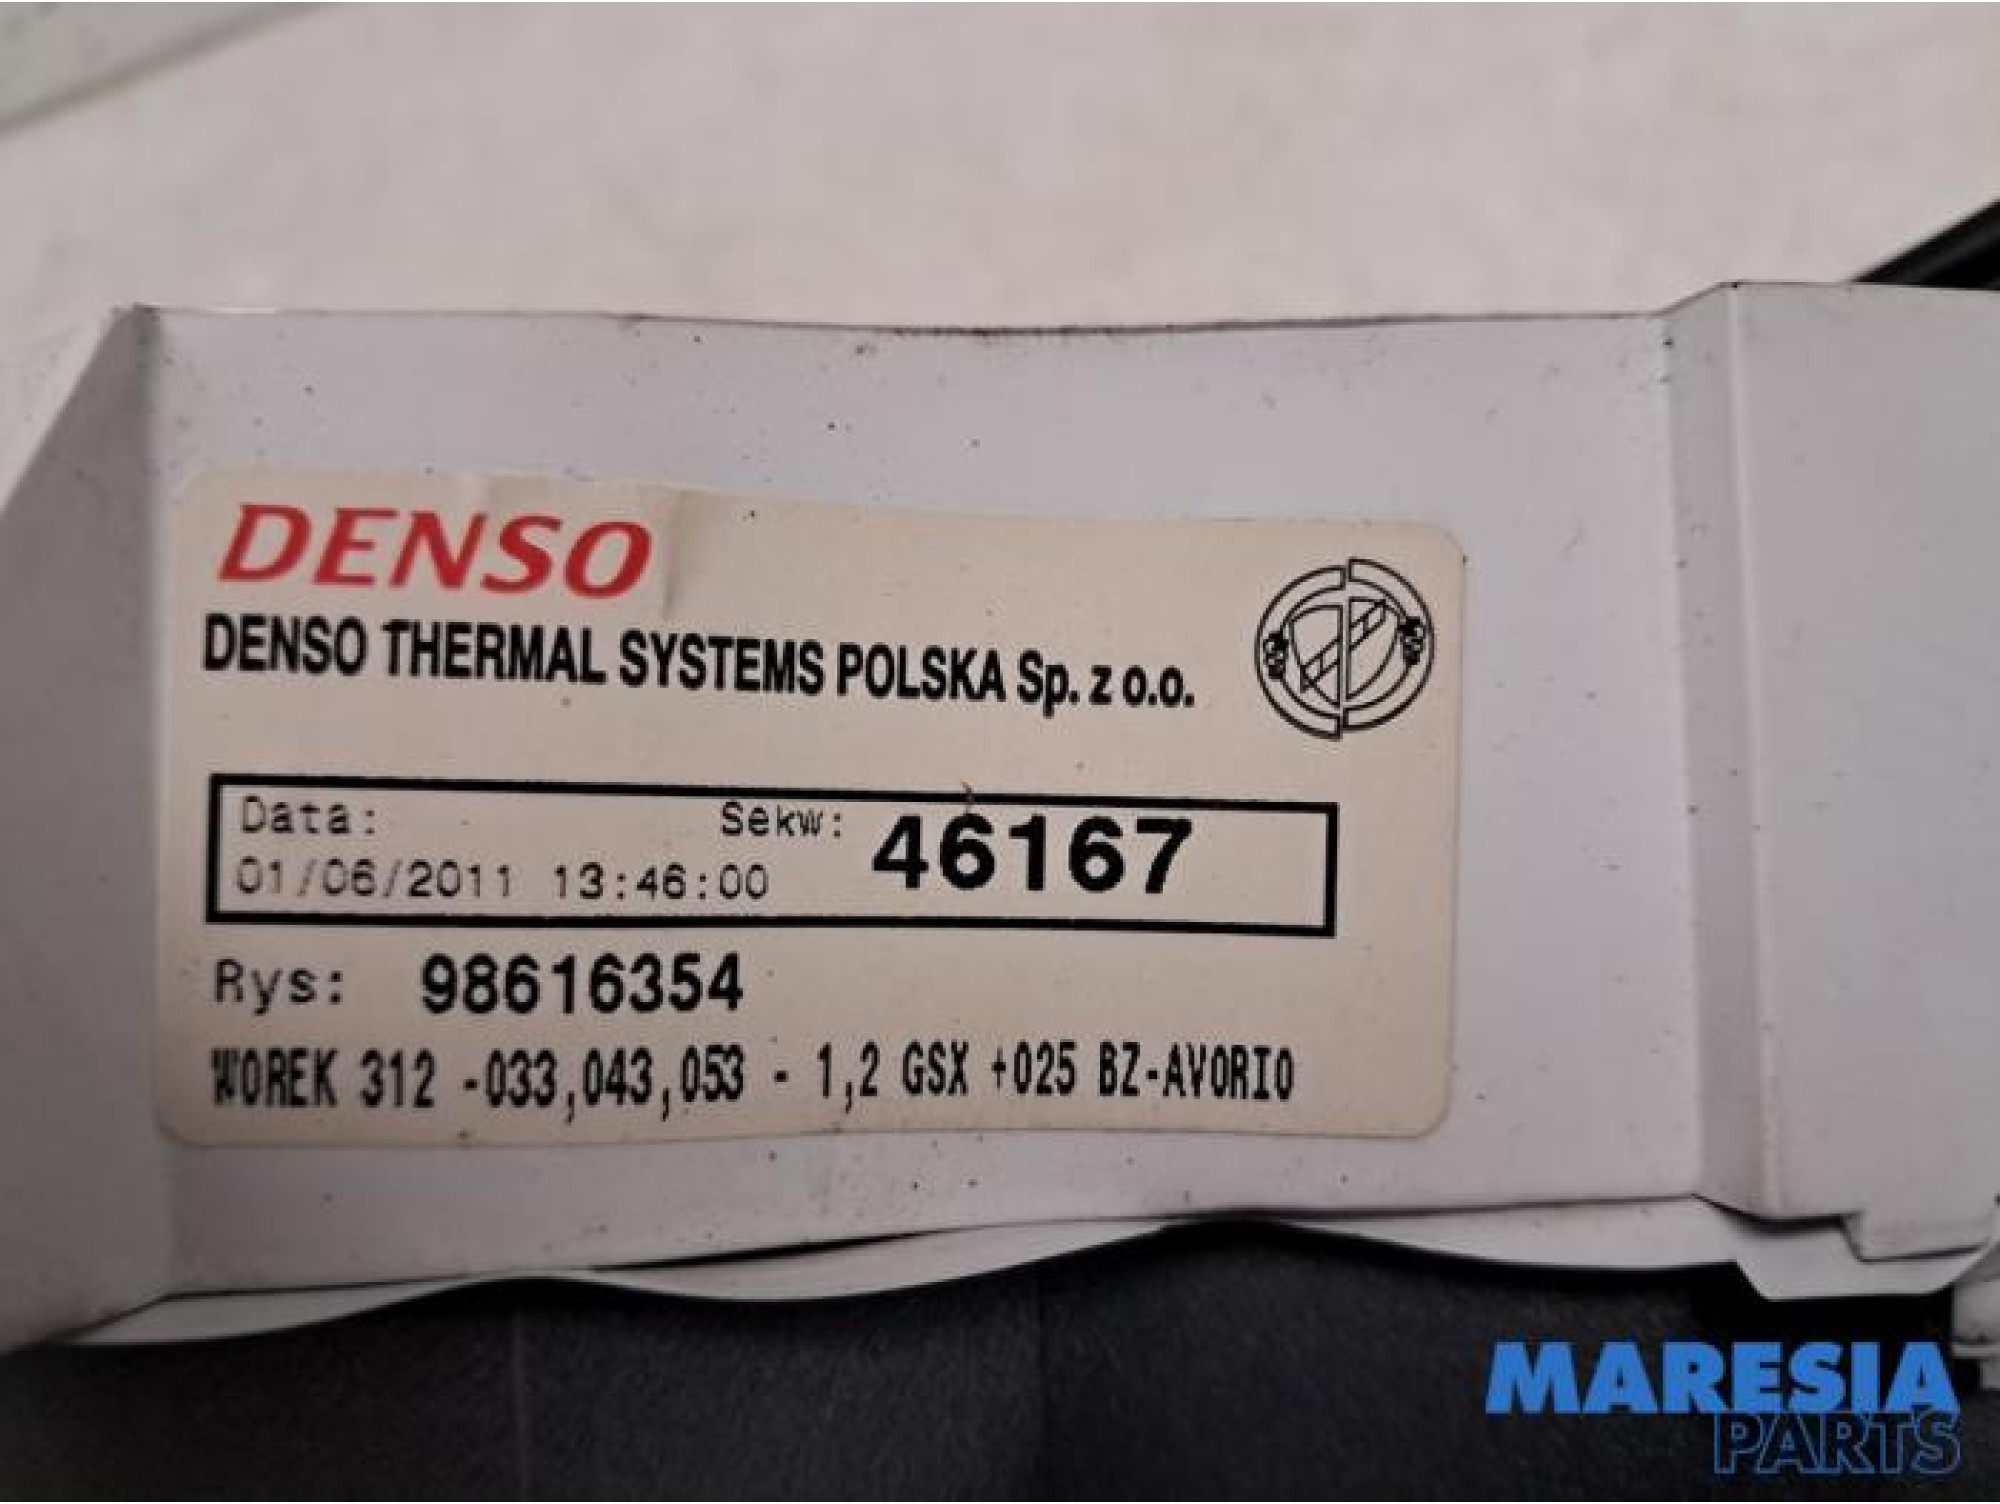 DENSO
DENSO THERMAL SYSTEMS POLSKA Sp. z o.o.
Data: Sekw: 46167
01/06/2011 13:46:00
Rys: 98616354
WOREK 312 -033,043,053 - 1,2 GSX +025 BZ-AVORIO
MARESIA
PARTS